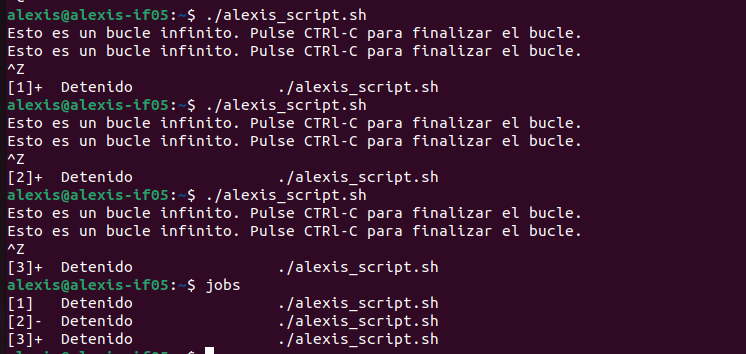 alexis@alexis-if05:~$ ./alexis_script.sh
Esto es un bucle infinito. Pulse CTRl-C para finalizar el bucle.
Esto es un bucle infinito. Pulse CTRl-C para finalizar el bucle.
^Z
[1]+  Detenido                ./alexis_script.sh
alexis@alexis-if05:~$ ./alexis_script.sh
Esto es un bucle infinito. Pulse CTRl-C para finalizar el bucle.
Esto es un bucle infinito. Pulse CTRl-C para finalizar el bucle.
^Z
[2]+  Detenido                ./alexis_script.sh
alexis@alexis-if05:~$ ./alexis_script.sh
Esto es un bucle infinito. Pulse CTRl-C para finalizar el bucle.
Esto es un bucle infinito. Pulse CTRl-C para finalizar el bucle.
^Z
[3]+  Detenido                ./alexis_script.sh
alexis@alexis-if05:~$ jobs
[1]   Detenido                ./alexis_script.sh
[2]-  Detenido                ./alexis_script.sh
[3]+  Detenido                ./alexis_script.sh
alexis@alexis-if05:~$